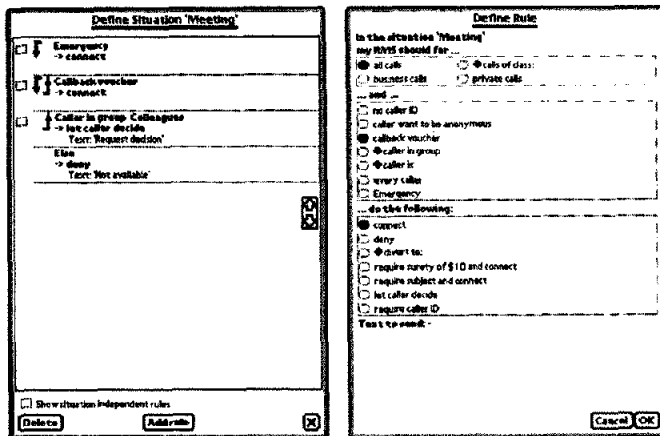 Define Situation 'Meeting'
Emergency
-> connect
Callback voucher
-> connect
Caller in group Colleagues
-> let caller decide
Text: 'Request decision'
Else
-> deny
Text: 'Not available'
Show situation independent rules
Delete
Add rule
Define Rule
In the situation 'Meeting'
my RMS should for ...
all calls
calls of class:
business calls
private calls
... and ...
no caller ID
caller want to be anonymous
callback voucher
caller in group
caller is
every caller
Emergency
... do the following:
connect
deny
divert to:
require surety of $10 and connect
require subject and connect
let caller decide
require caller ID
Text to send: -
Cancel OK